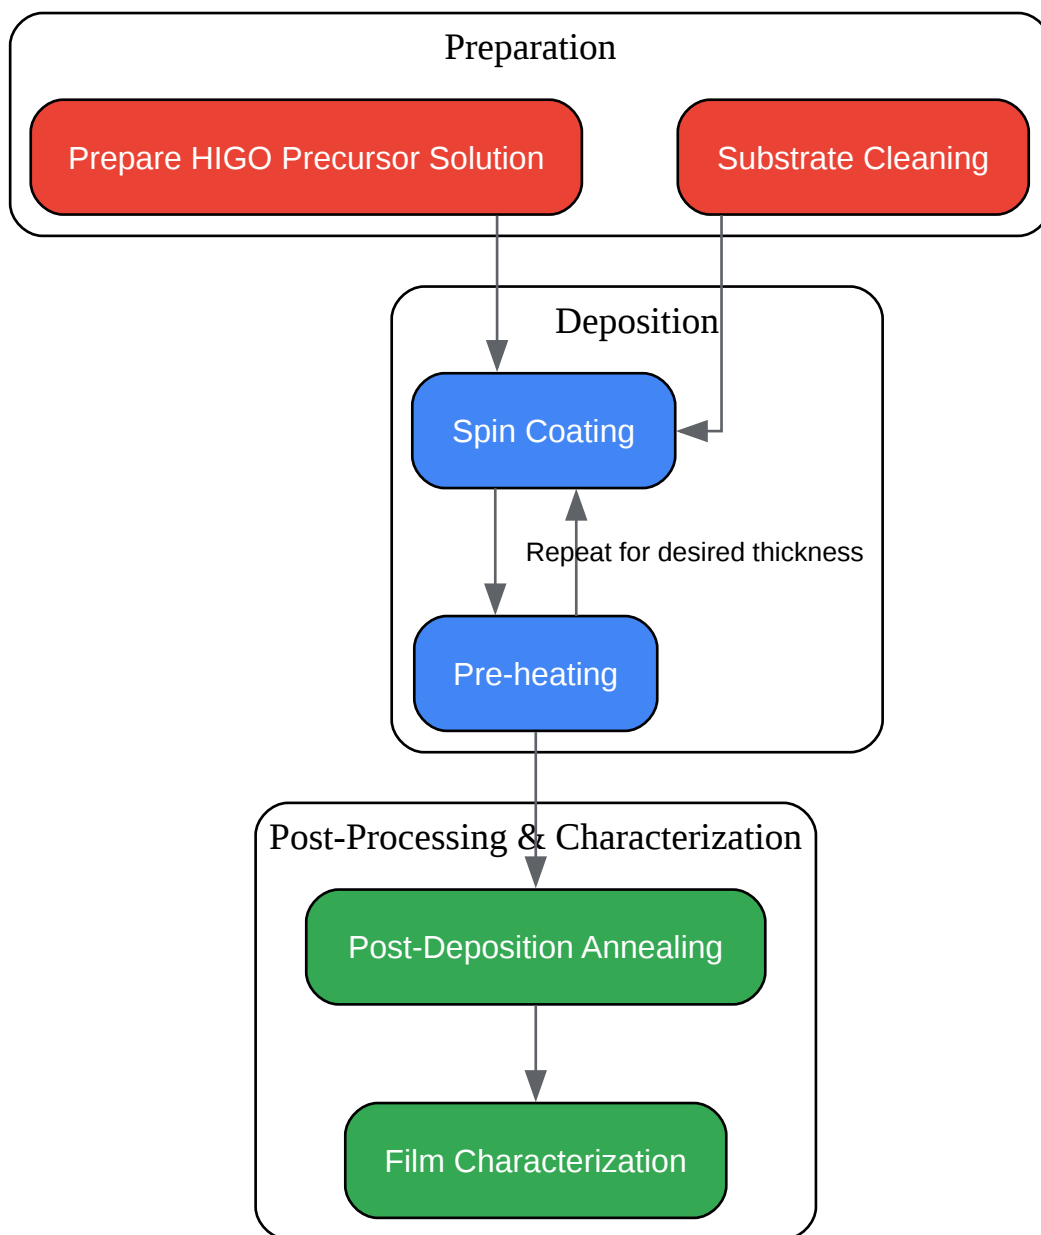 Preparation
Prepare HIGO Precursor Solution
Substrate Cleaning
Deposition
Spin Coating
Repeat for desired thickness
Pre-heating
Post-Processing & Characterization
Post-Deposition Annealing
Film Characterization